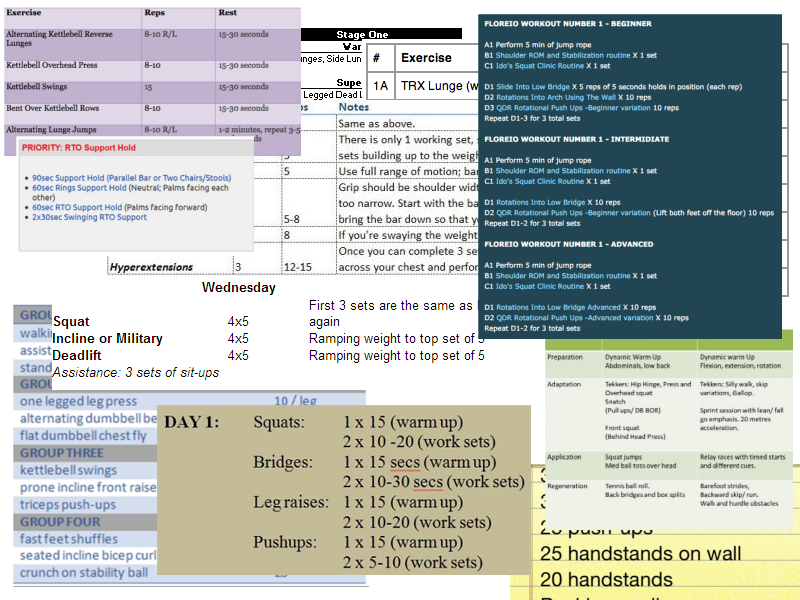 Exercise Reps Rest
Alternating Kettlebell Reverse Lunges 8-10 R/L 15-30 seconds
Kettlebell Overhead Press 8-10 15-30 seconds
Kettlebell Swings 15 15-30 seconds
Bent Over Kettlebell Rows 8-10 15-30 seconds
Alternating Lunge Jumps 8-10 R/L 1-2 minutes, repeat 3-5
PRIORITY: RTO Support Hold
90sec Support Hold (Parallel Bar or Two Chairs/Stools)
60sec Rings Support Hold (Neutral; Palms facing each
other)
60sec RTO Support Hold (Palms facing forward)
2x30sec Swinging RTO Support
Stage One
War
Side Lun
Supe
Legged
# Exercise
1A TRX Lunge
Notes
Same as above.
There is only 1 working set,
sets building up to the
5 Use full range of motion;
Grip should be shoulder
too narrow. Start with the
5-8 bring the bar down so that
8 If you're swaying the weight
Once you can complete 3
Hyperextensions 3 12-15 across your chest and
Wednesday
First 3 sets are the same as
Squat 4x5 again
Incline or Military 4x5 Ramping weight to top set of 5
Deadlift 4x5 Ramping weight to top set of 5
Assistance: 3 sets of sit-ups
FLOREIO WORKOUT NUMBER 1 - BEGINNER
A1 Perform 5 min of jump rope
B1 Shoulder ROM and Stabilization routine X 1 set
C1 Ido's Squat Clinic Routine X 1 set
D1 Slide Into Low Bridge X 5 reps of 5 seconds holds in position (each rep)
D2 Rotations Into Arch Using The Wall X 10 reps
D3 QDR Rotational Push Ups -Beginner variation 10 reps
Repeat D1-3 for 3 total sets
FLOREIO WORKOUT NUMBER 1 - INTERMIDIATE
A1 Perform 5 min of jump rope
B1 Shoulder ROM and Stabilization routine X 1 set
C1 Ido's Squat Clinic Routine X 1 set
D1 Rotations Into Low Bridge X 10 reps
D2 QDR Rotational Push Ups -Beginner variation (Lift both feet off the floor) 10 reps
Repeat D1-2 for 3 total sets
FLOREIO WORKOUT NUMBER 1 - ADVANCED
A1 Perform 5 min of jump rope
B1 Shoulder ROM and Stabilization routine X 1 set
C1 Ido's Squat Clinic Routine X 1 set
D1 Rotations Into Low Bridge Advanced X 10 reps
D2 QDR Rotational Push Ups -Advanced variation X 10 reps
Repeat D1-2 for 3 total sets
one legged leg press 10 / leg
alternating dumbbell
flat dumbbell chest fly
GROUP THREE
kettlebell swings
prone incline front raise
triceps push-ups
GROUP FOUR
fast feet shuffles
seated incline bicep curl
crunch on stability ball
DAY 1: Squats: 1 x 15 (warm up)
2 x 10 -20 (work sets)
Bridges: 1 x 15 secs (warm up)
2 x 10-30 secs (work sets)
Leg raises: 1 x 15 (warm up)
2 x 10-20 (work sets)
Pushups: 1 x 15 (warm up)
2 x 5-10 (work sets)
Preparation Dynamic Warm Up Dynamic warm Up
Abdominals, low back Flexion, extension, rotation
Adaptation Tekkers: Hip Hinge, Press and Tekkers: Silly walk, skip
Overhead squat variations, Gallop.
Snatch
(Pull ups/ DB BOR) Sprint session with lean/ fall
go emphasis. 20 metres
Front squat acceleration.
(Behind Head Press)
Application Squat jumps Relay races with timed starts
Med ball toss over head and different cues.
Regeneration Tennis ball roll. Barefoot strides,
Back bridges and box splits Backward skip/ run.
Walk and hurdle obstacles
push-ups
25 handstands on wall
20 handstands